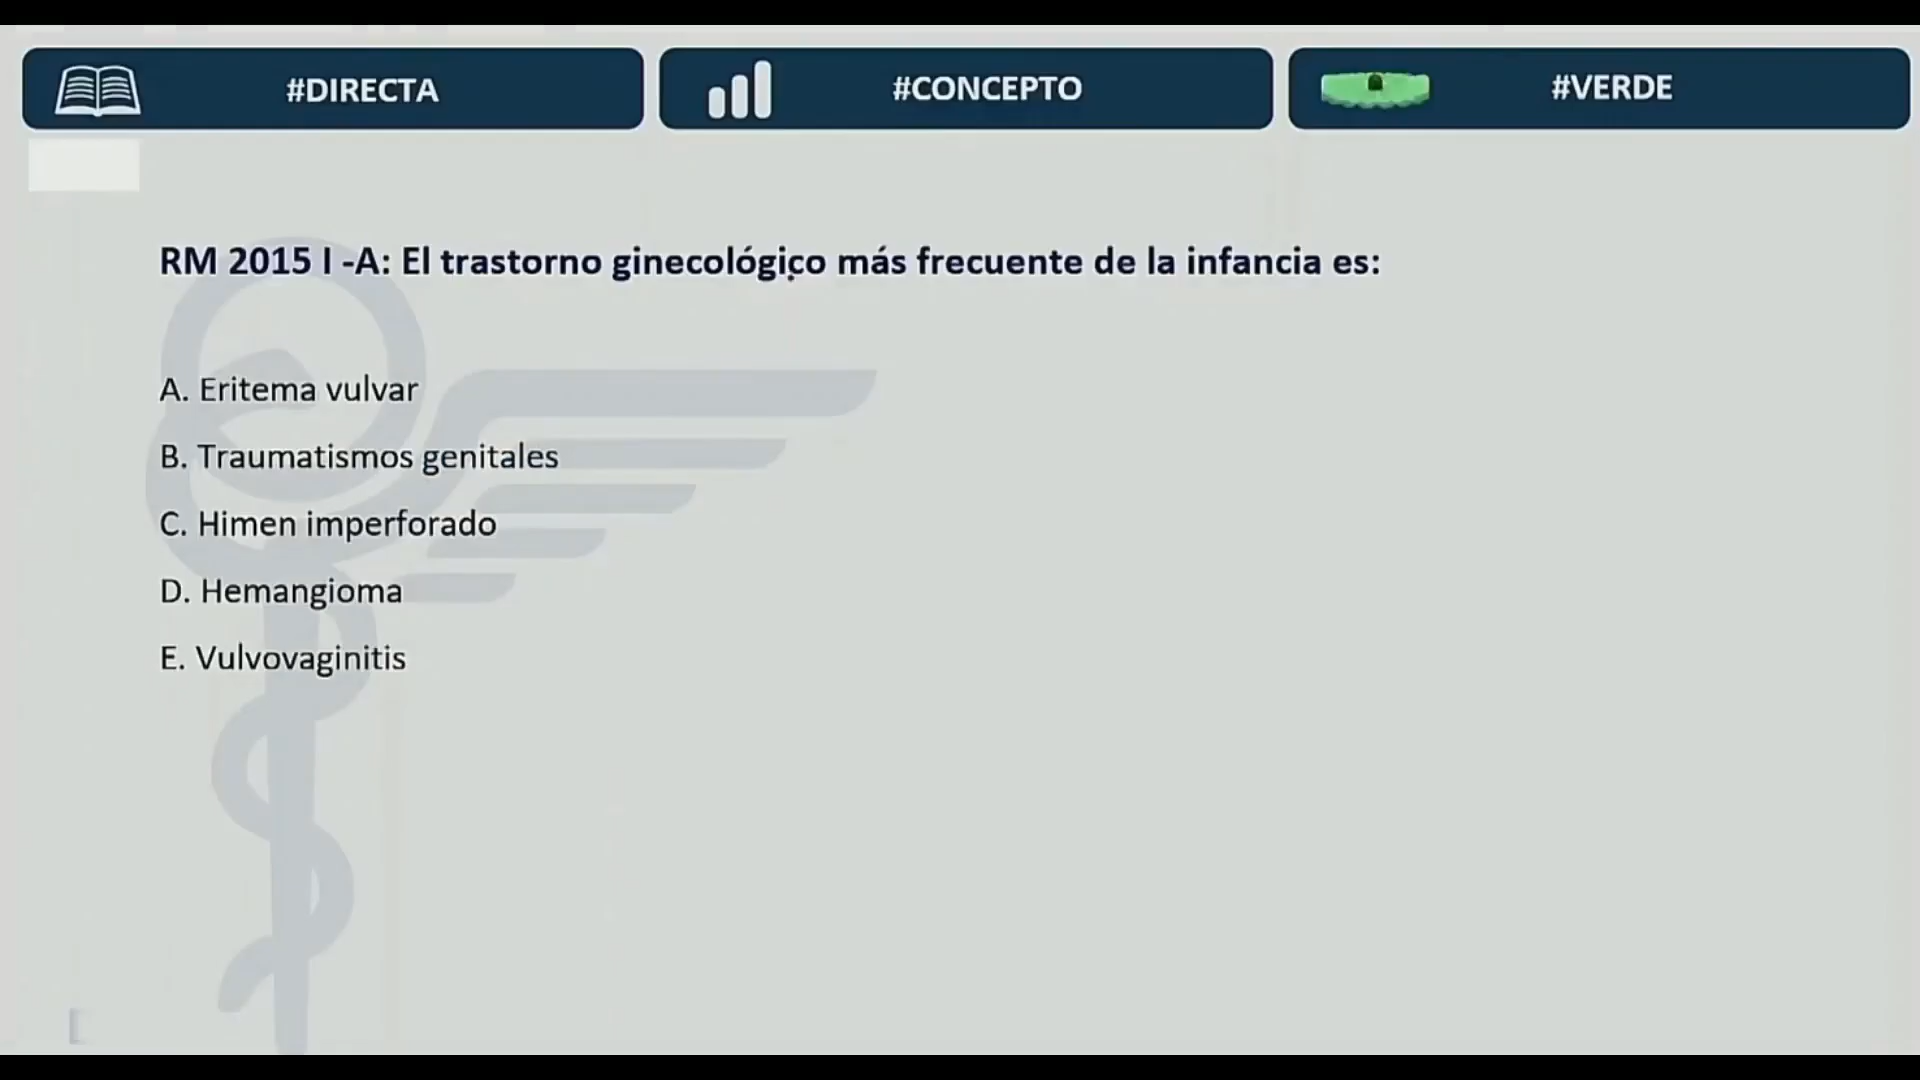 #DIRECTA
#CONCEPTO
#VERDE
RM 2015 I -A: El trastorno ginecológico más frecuente de la infancia es:
A. Eritema vulvar
B. Traumatismos genitales
C. Himen imperforado
D. Hemangioma
E. Vulvovaginitis